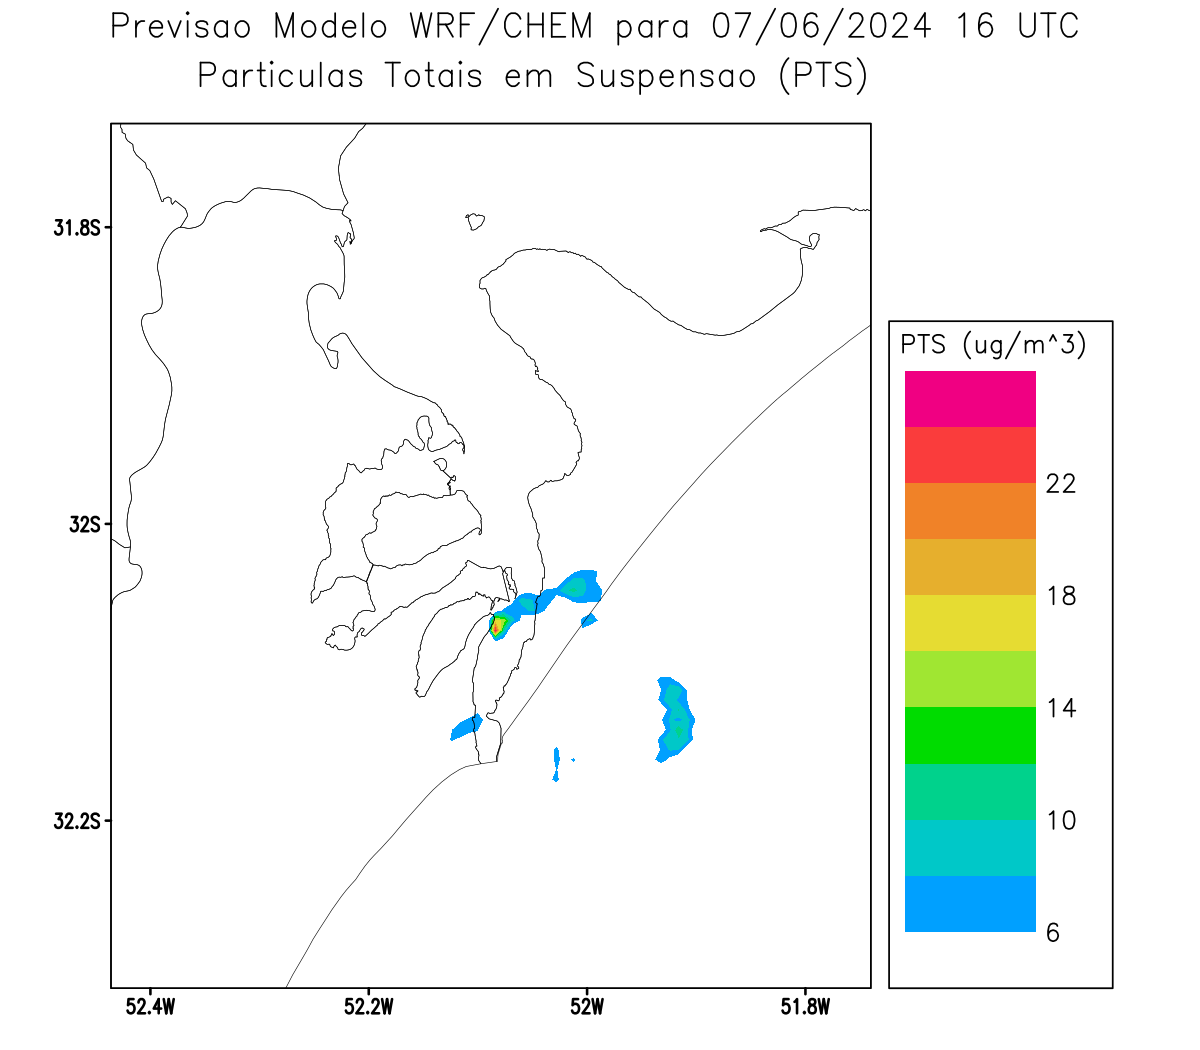 Previsao Modelo WRF/CHEM para 07/06/2024 16 UTC
Particulas Totais em Suspensao (PTS)
31.8S
32S
32.2S
52.4W
52.2W
52W
51.8W
PTS (ug/m^3)
22
18
14
10
6